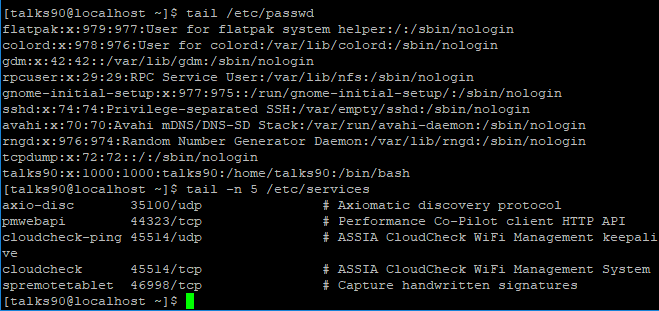 [talks90@localhost ~]$ tail /etc/passwd
flatpak:x:979:977:User for flatpak system helper:/:/sbin/nologin
colord:x:978:976:User for colord:/var/lib/colord:/sbin/nologin
gdm:x:42:42::/var/lib/gdm:/sbin/nologin
rpcuser:x:29:29:RPC Service User:/var/lib/nfs:/sbin/nologin
gnome-initial-setup:x:977:975::/run/gnome-initial-setup/:/sbin/nologin
sshd:x:74:74:Privilege-separated SSH:/var/empty/sshd:/sbin/nologin
avahi:x:70:70:Avahi mDNS/DNS-SD Stack:/var/run/avahi-daemon:/sbin/nologin
rngd:x:976:974:Random Number Generator Daemon:/var/lib/rngd:/sbin/nologin
tcpdump:x:72:72::/:/sbin/nologin
talks90:x:1000:1000:talks90:/home/talks90:/bin/bash
[talks90@localhost ~]$ tail -n 5 /etc/services
axio-disc       35100/udp               # Axiomatic discovery protocol
pmwebapi        44323/tcp               # Performance Co-Pilot client HTTP API
cloudcheck-ping 45514/udp               # ASSIA CloudCheck WiFi Management keepali
ve
cloudcheck      45514/tcp               # ASSIA CloudCheck WiFi Management System
spremotetablet  46998/tcp               # Capture handwritten signatures
[talks90@localhost ~]$